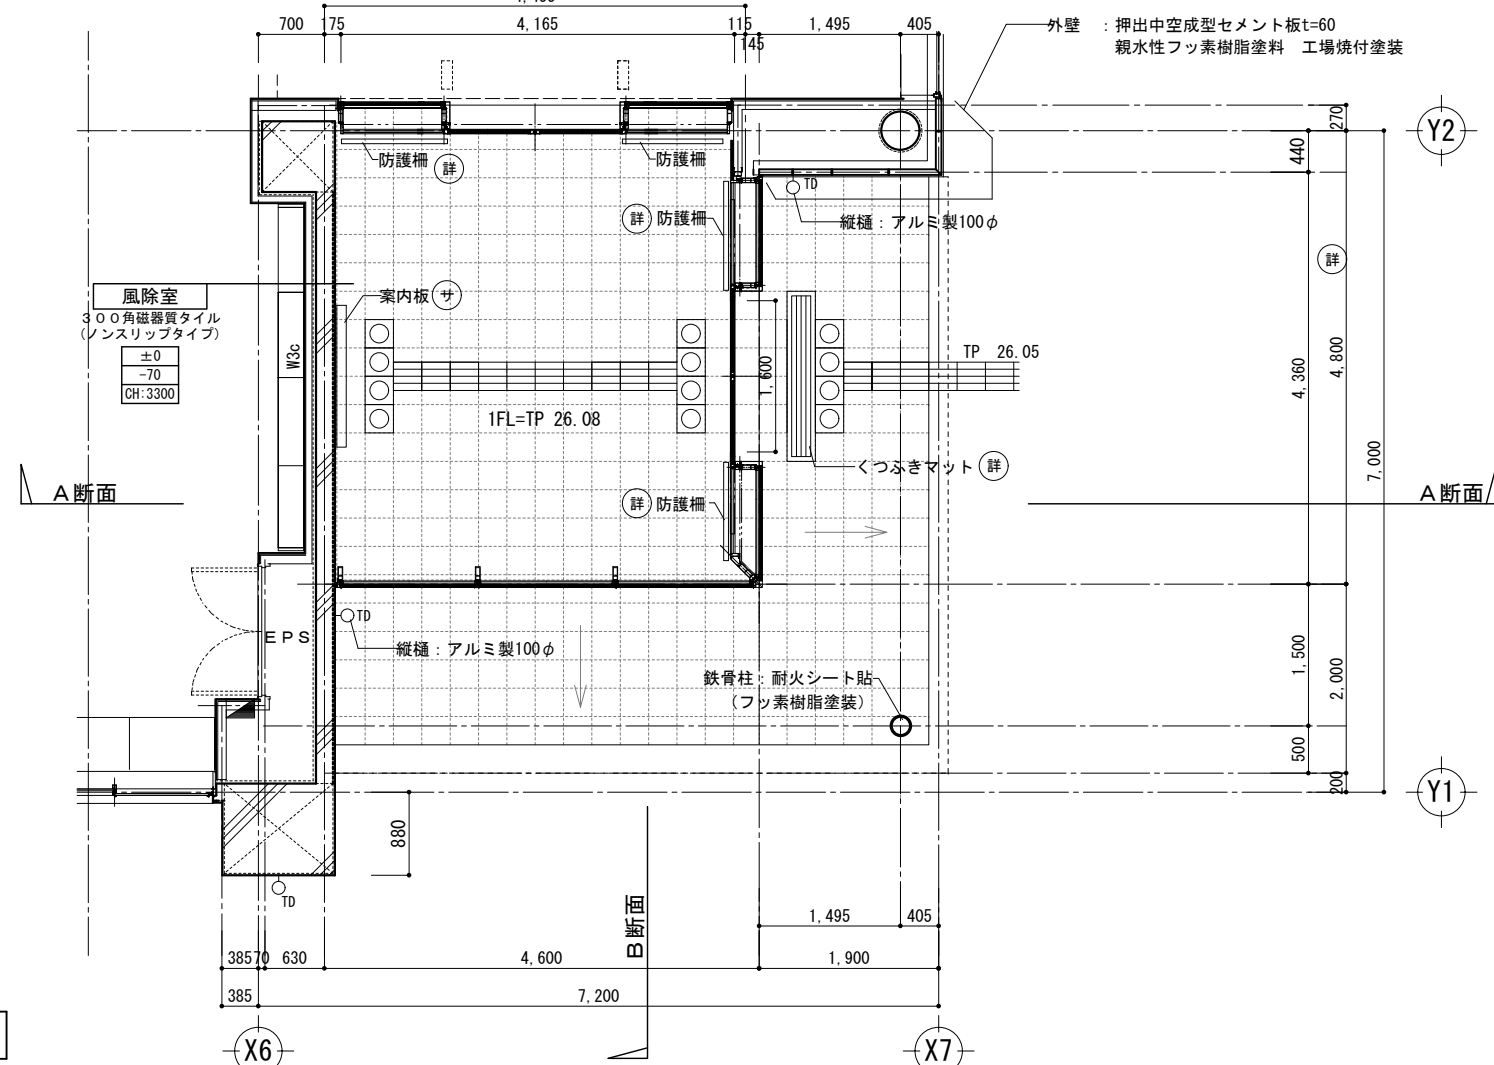 700
175
4,165
115
145
1,495
405
外壁　：押出中空成型セメント板t=60
親水性フッ素樹脂塗料　工場焼付塗装
270
Y2
440
防護柵
詳
防護柵
TD
詳 防護柵
縦樋：アルミ製100φ
詳
風除室
300角磁器質タイル
(ノンスリップタイプ)
±0
-70
CH:3300
案内板 サ
W3c
1,600
TP 26.05
4,360
4,800
1FL=TP 26.08
7,000
くつふきマット 詳
A断面
A断面
詳 防護柵
EPS
TD
縦樋：アルミ製100φ
鉄骨柱：耐火シート貼
(フッ素樹脂塗装)
1,500
2,000
500
200
Y1
880
TD
B断面
1,495
405
385
70
630
4,600
1,900
385
7,200
X6
X7